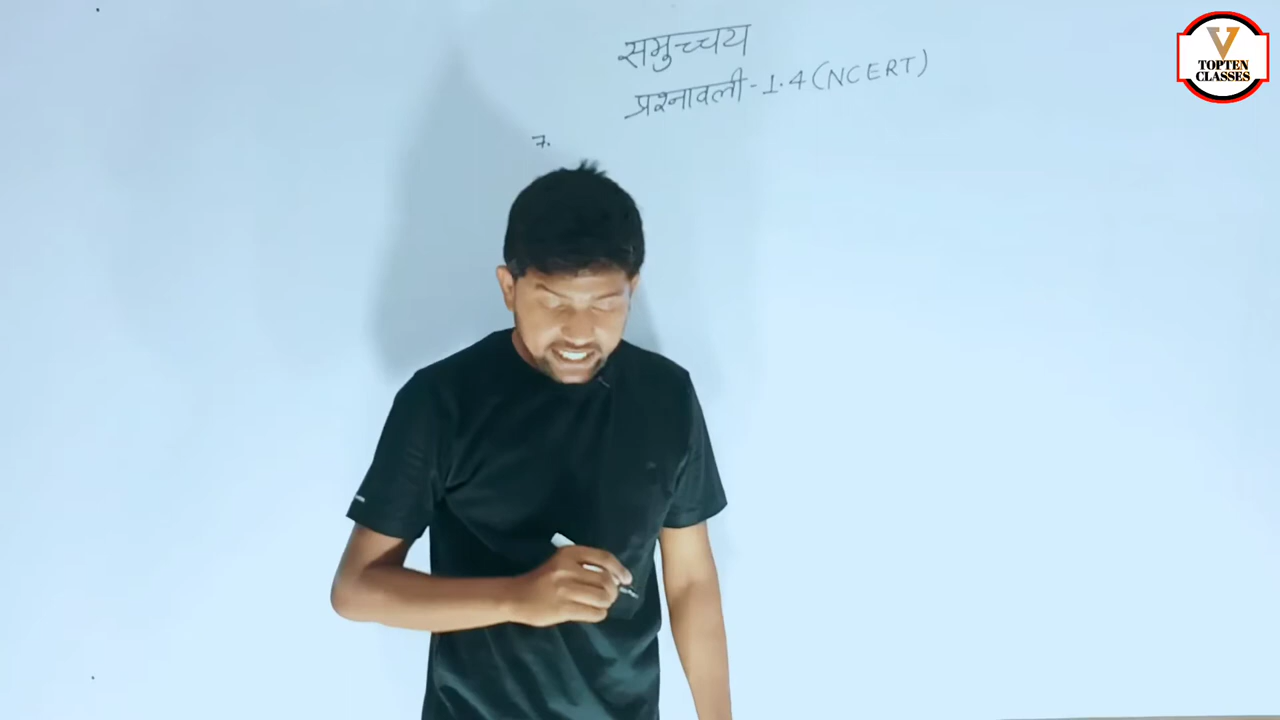 समुच्चय
प्रश्नावली-1.4 (NCERT)
7.
V
TOPTEN
CLASSES